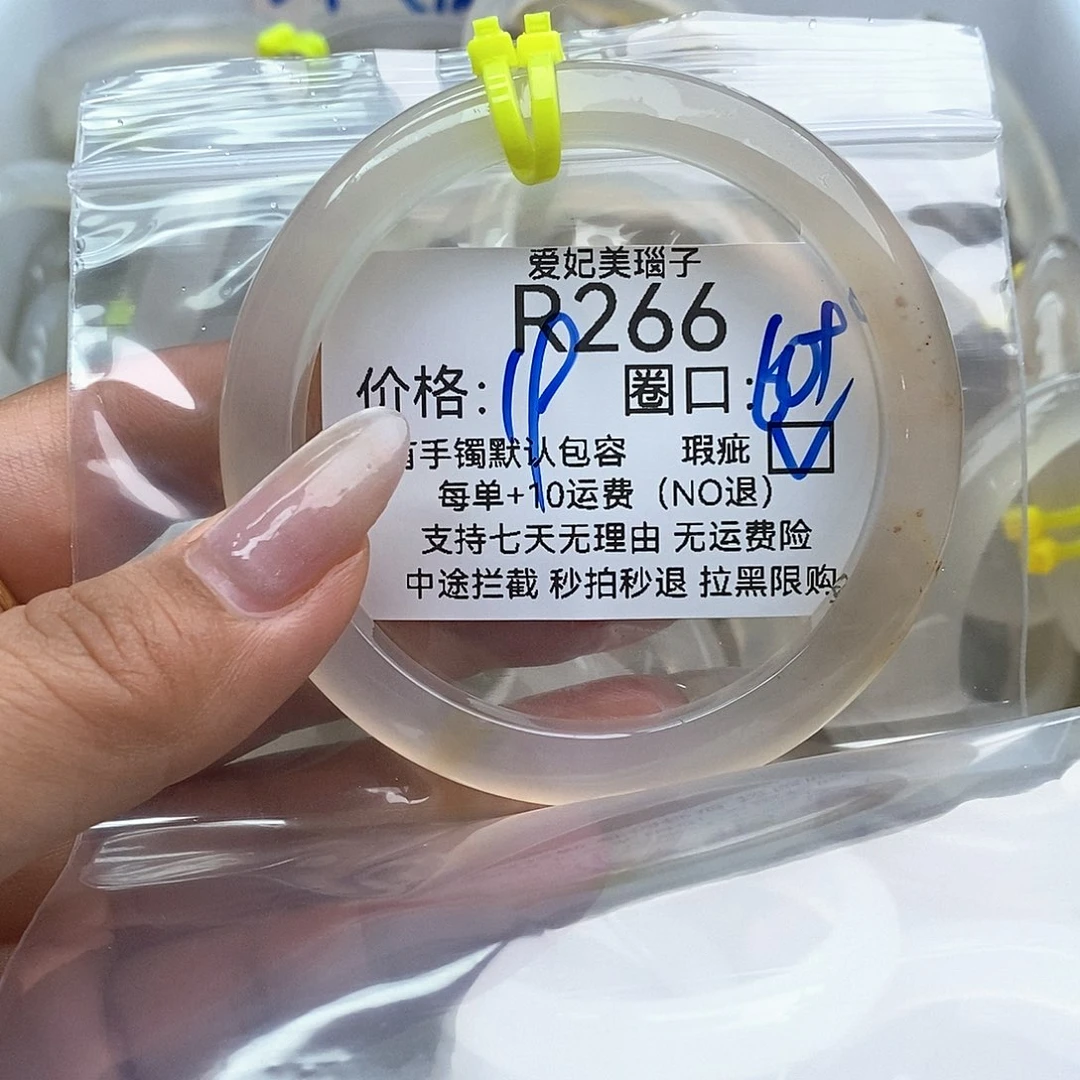 爱妃美瑙子
R266
价格: 圈口:
手镯默认包容 瑕疵
每单+10运费（NO退）
支持七天无理由 无运费险
中途拦截 秒拍秒退 拉黑限购